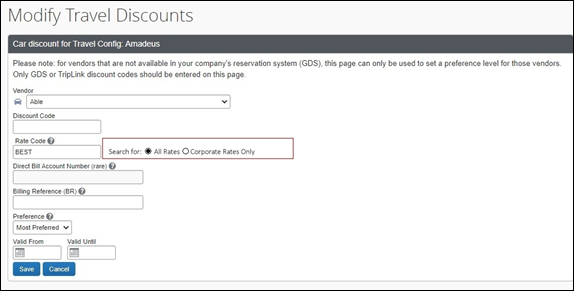 Modify Travel Discounts
Car discount for Travel Config: Amadeus
Please note: for vendors that are not available in your company's reservation system (GDS), this page can only be used to set a preference level for those vendors.
Only GDS or TripLink discount codes should be entered on this page.
Vendor
Able
Discount Code
Rate Code
BEST Search for: All Rates Corporate Rates Only
Direct Bill Account Number (rare)
Billing Reference (BR)
Preference
Most Preferred
Valid From Valid Until
Save Cancel